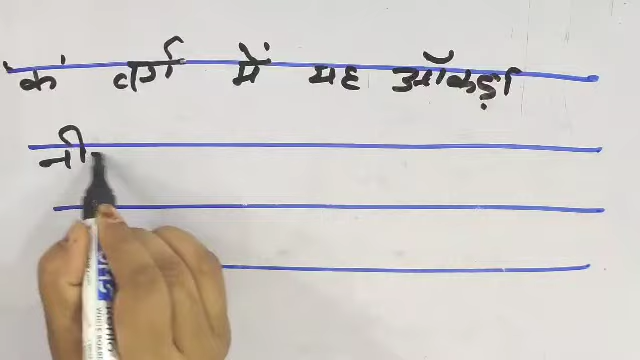 के वर्ग में यह आँकड़ा
नी